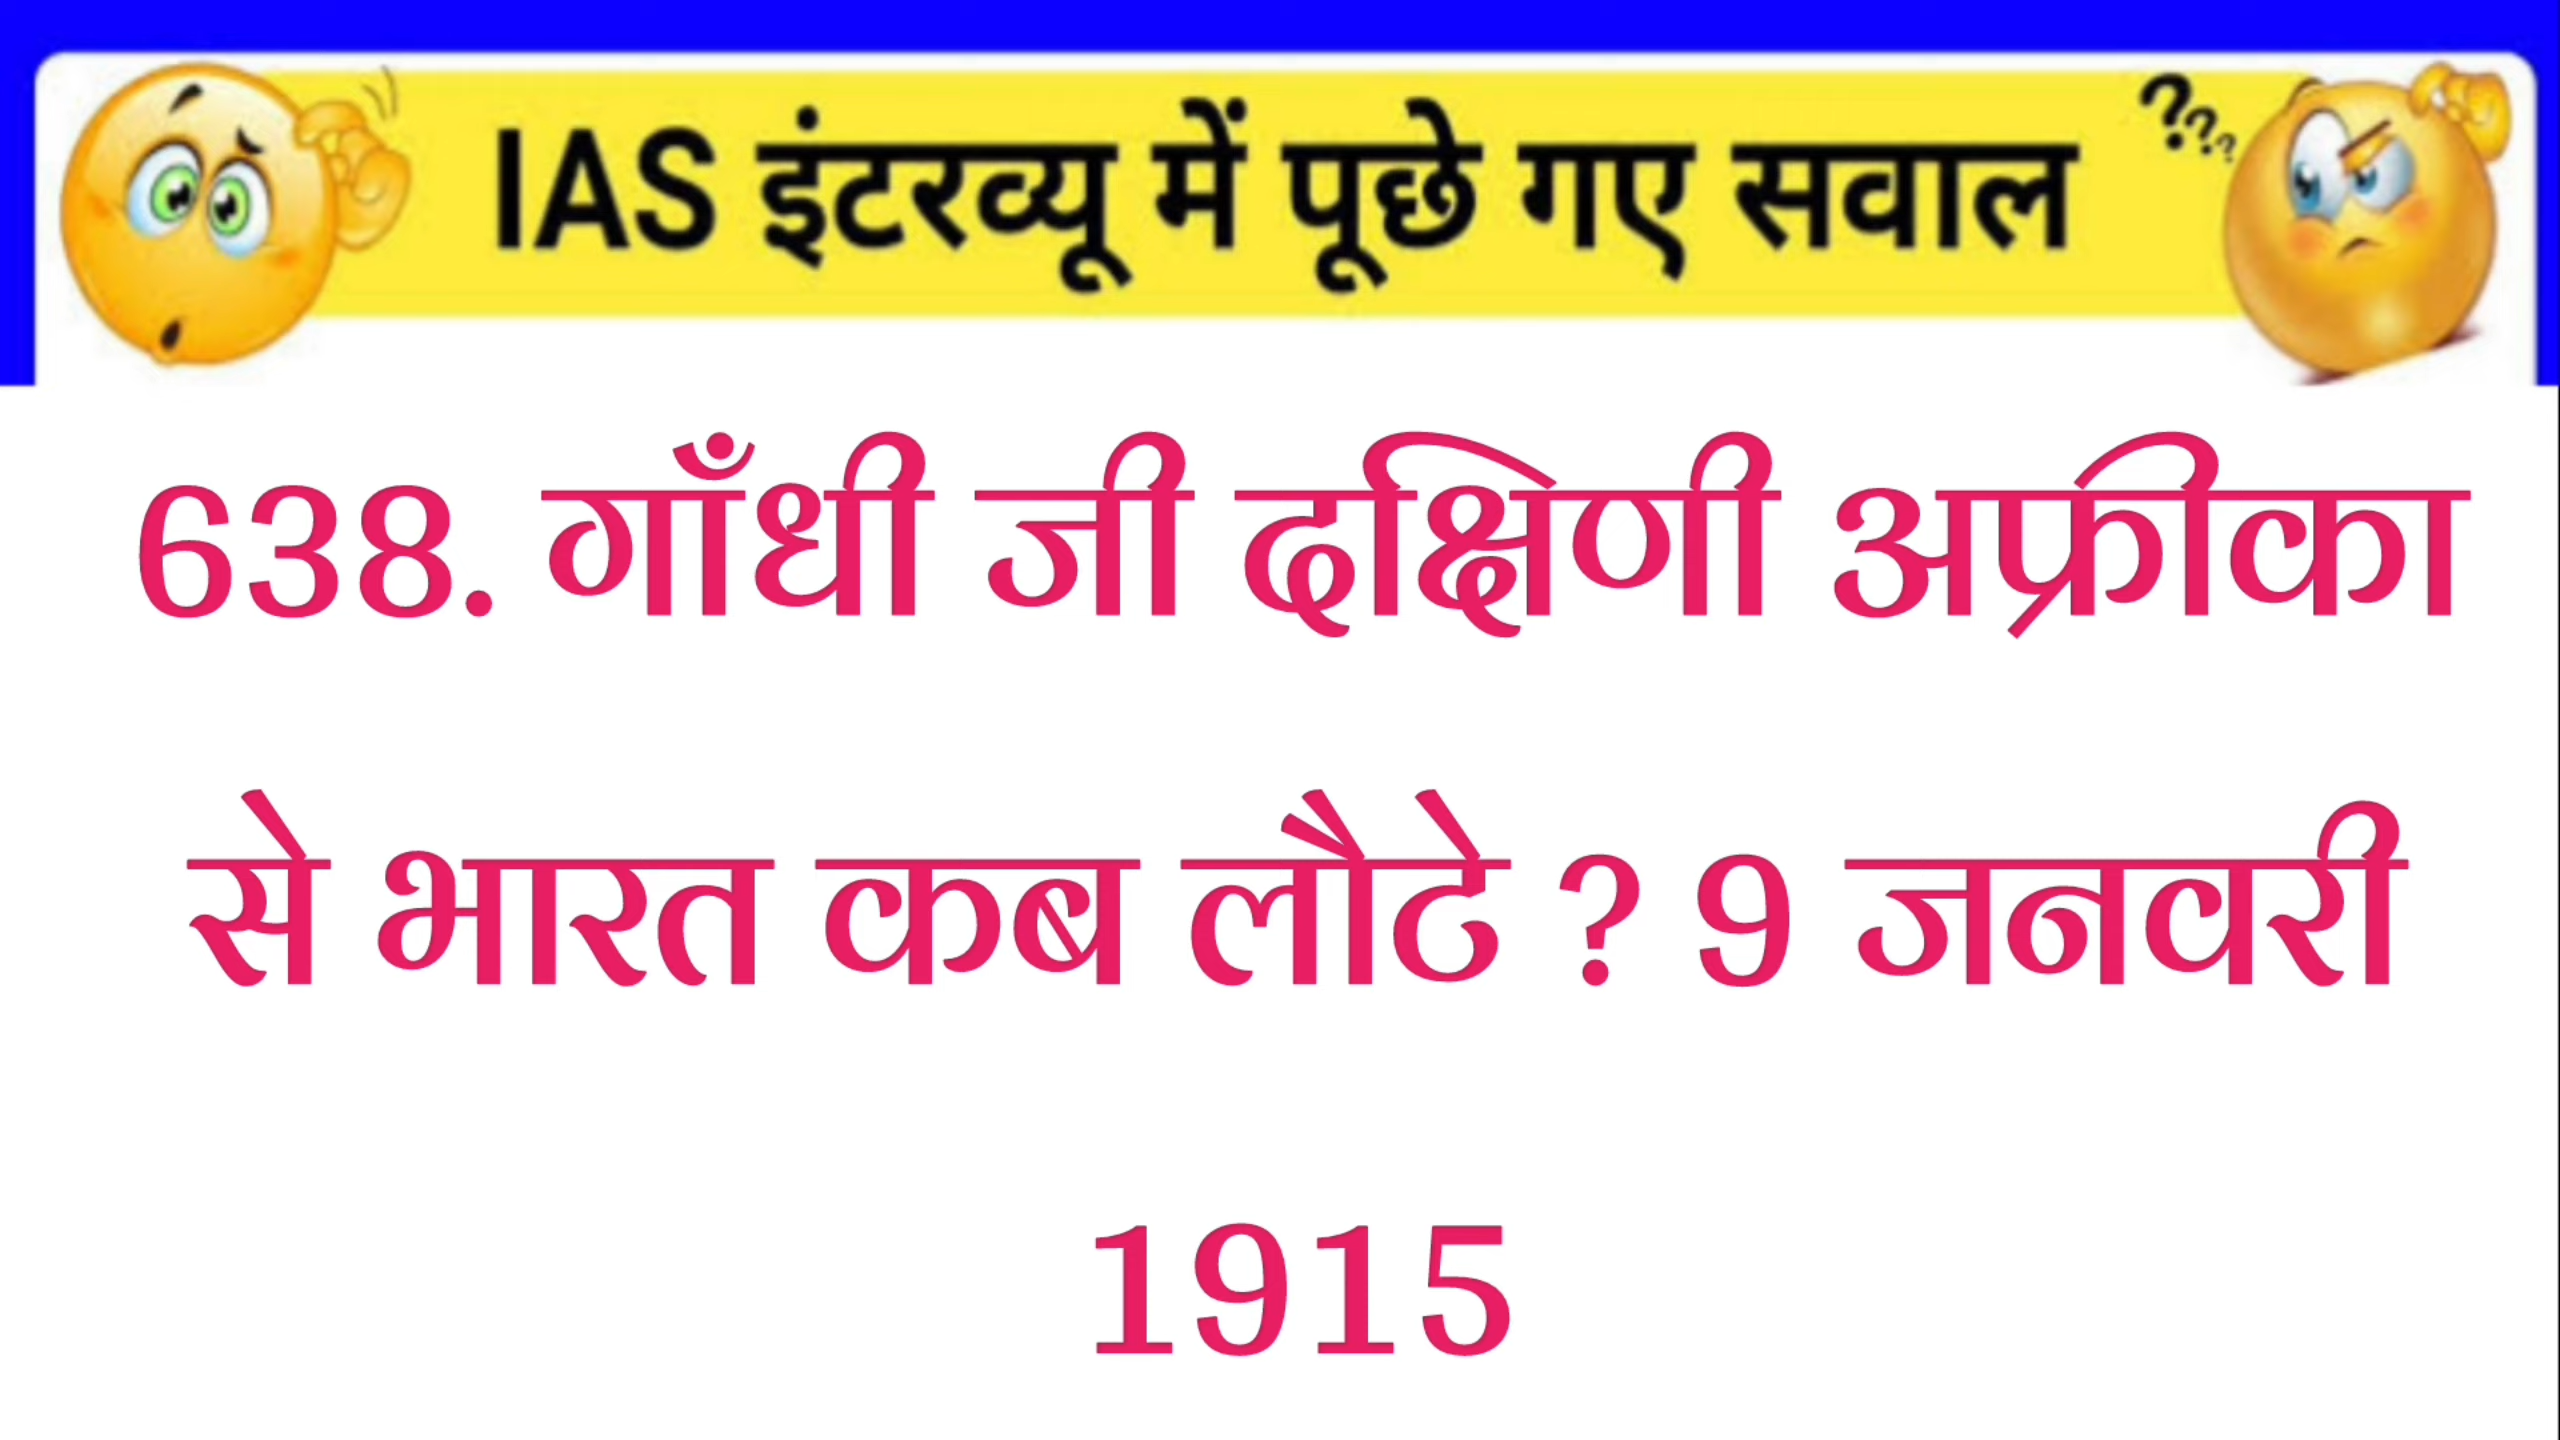 IAS इंटरव्यू में पूछे गए सवाल
???
638. गाँधी जी दक्षिणी अफ्रीका
से भारत कब लौटे ? 9 जनवरी
1915